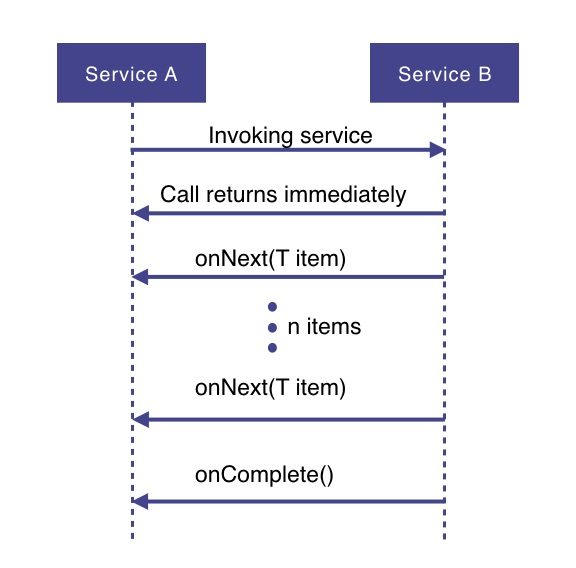 Service A
Service B
Invoking service
Call returns immediately
onNext(T item)
n items
onNext(T item)
onComplete()